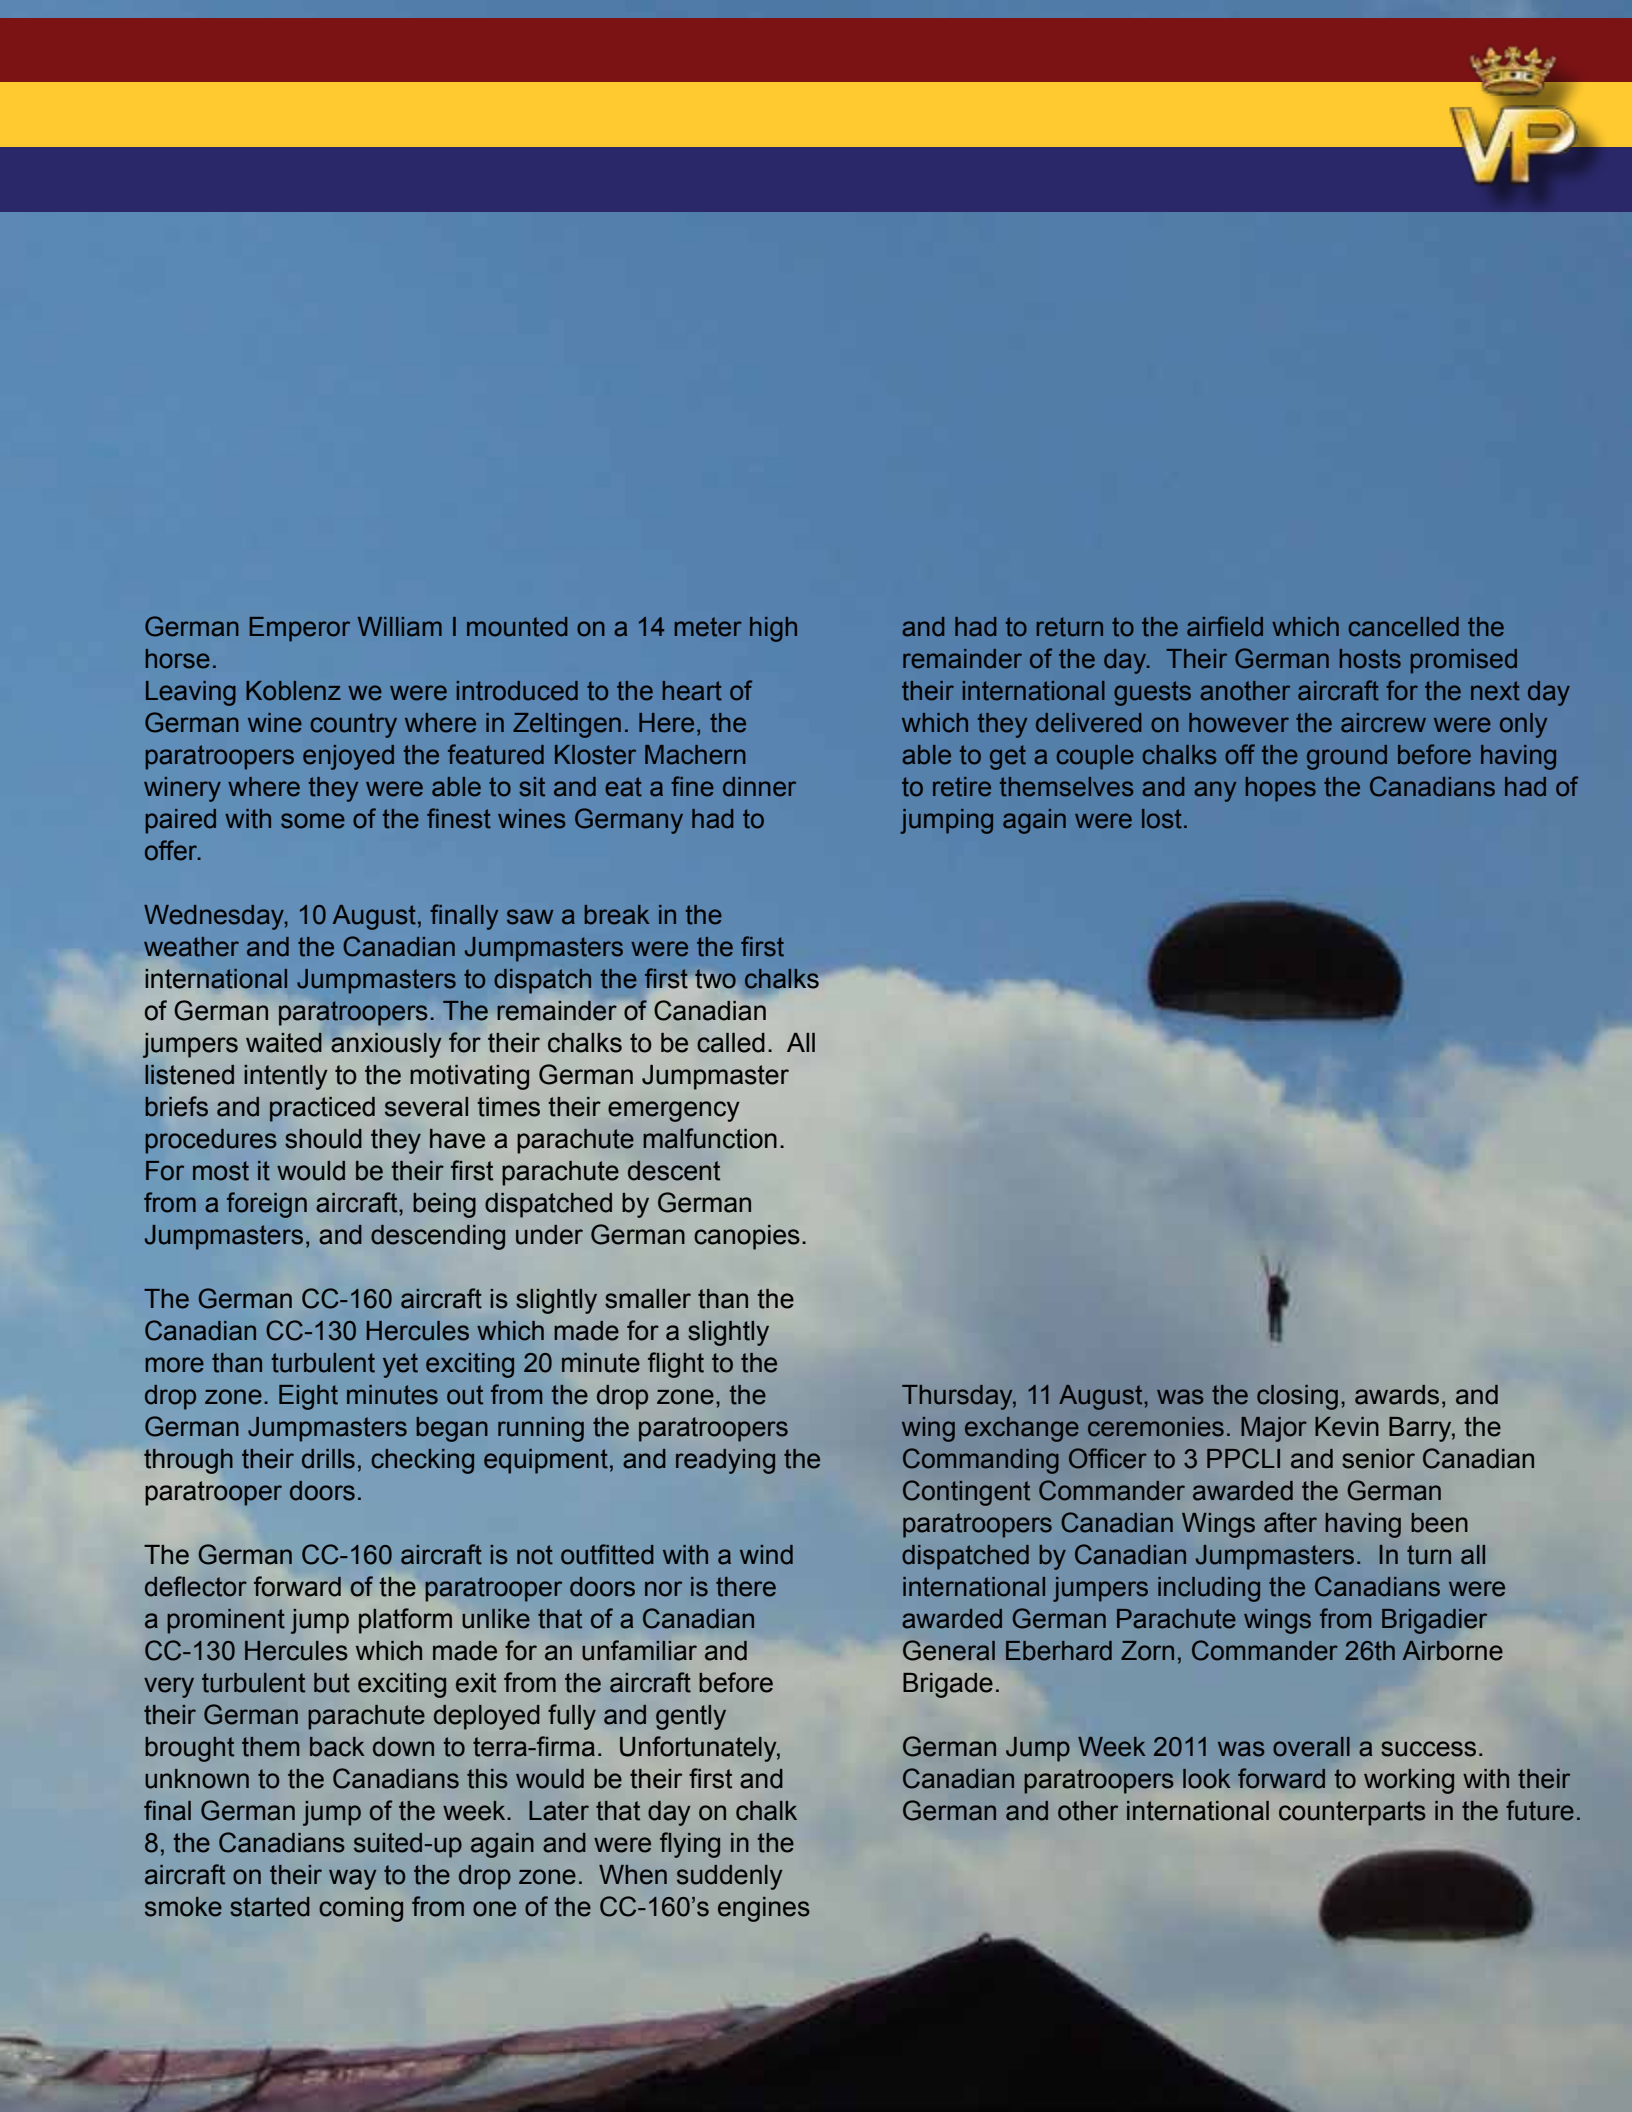 VP
German Emperor William I mounted on a 14 meter high
horse.
Leaving Koblenz we were introduced to the heart of
German wine country where in Zeltingen. Here, the
paratroopers enjoyed the featured Kloster Machern
winery where they were able to sit and eat a fine dinner
paired with some of the finest wines Germany had to
offer.
Wednesday, 10 August, finally saw a break in the
weather and the Canadian Jumpmasters were the first
international Jumpmasters to dispatch the first two chalks
of German paratroopers. The remainder of Canadian
jumpers waited anxiously for their chalks to be called.  All
listened intently to the motivating German Jumpmaster
briefs and practiced several times their emergency
procedures should they have a parachute malfunction.
For most it would be their first parachute descent
from a foreign aircraft, being dispatched by German
Jumpmasters, and descending under German canopies.
The German CC-160 aircraft is slightly smaller than the
Canadian CC-130 Hercules which made for a slightly
more than turbulent yet exciting 20 minute flight to the
drop zone. Eight minutes out from the drop zone, the
German Jumpmasters began running the paratroopers
through their drills, checking equipment, and readying the
paratrooper doors.
The German CC-160 aircraft is not outfitted with a wind
deflector forward of the paratrooper doors nor is there
a prominent jump platform unlike that of a Canadian
CC-130 Hercules which made for an unfamiliar and
very turbulent but exciting exit from the aircraft before
their German parachute deployed fully and gently
brought them back down to terra-firma.  Unfortunately,
unknown to the Canadians this would be their first and
final German jump of the week.  Later that day on chalk
8, the Canadians suited-up again and were flying in the
aircraft on their way to the drop zone.  When suddenly
smoke started coming from one of the CC-160's engines
and had to return to the airfield which cancelled the
remainder of the day.  Their German hosts promised
their international guests another aircraft for the next day
which they delivered on however the aircrew were only
able to get a couple chalks off the ground before having
to retire themselves and any hopes the Canadians had of
jumping again were lost.
Thursday, 11 August, was the closing, awards, and
wing exchange ceremonies. Major Kevin Barry, the
Commanding Officer to 3 PPCLI and senior Canadian
Contingent Commander awarded the German
paratroopers Canadian Wings after having been
dispatched by Canadian Jumpmasters.  In turn all
international jumpers including the Canadians were
awarded German Parachute wings from Brigadier
General Eberhard Zorn, Commander 26th Airborne
Brigade.
German Jump Week 2011 was overall a success.
Canadian paratroopers look forward to working with their
German and other international counterparts in the future.